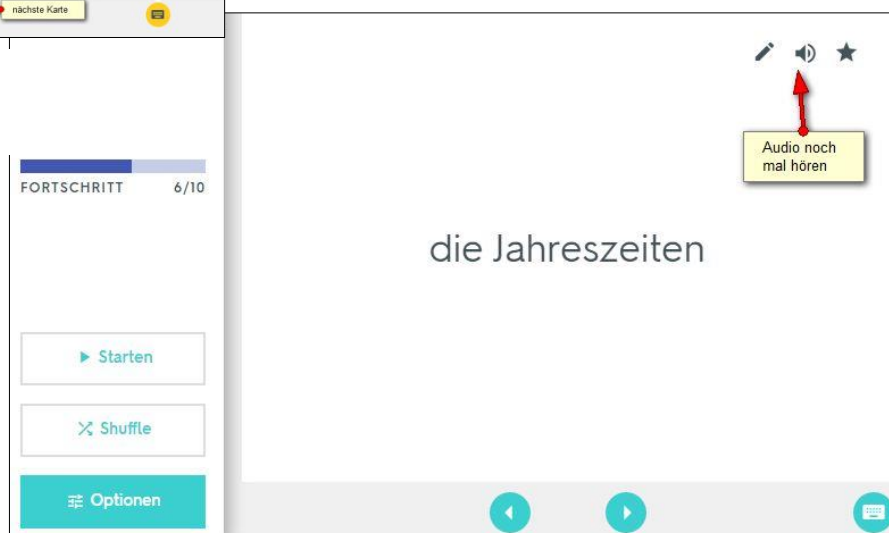 nächste Karte
Audio noch
mal hören
FORTSCHRITT 6/10
die Jahreszeiten
Starten
Shuffle
Optionen